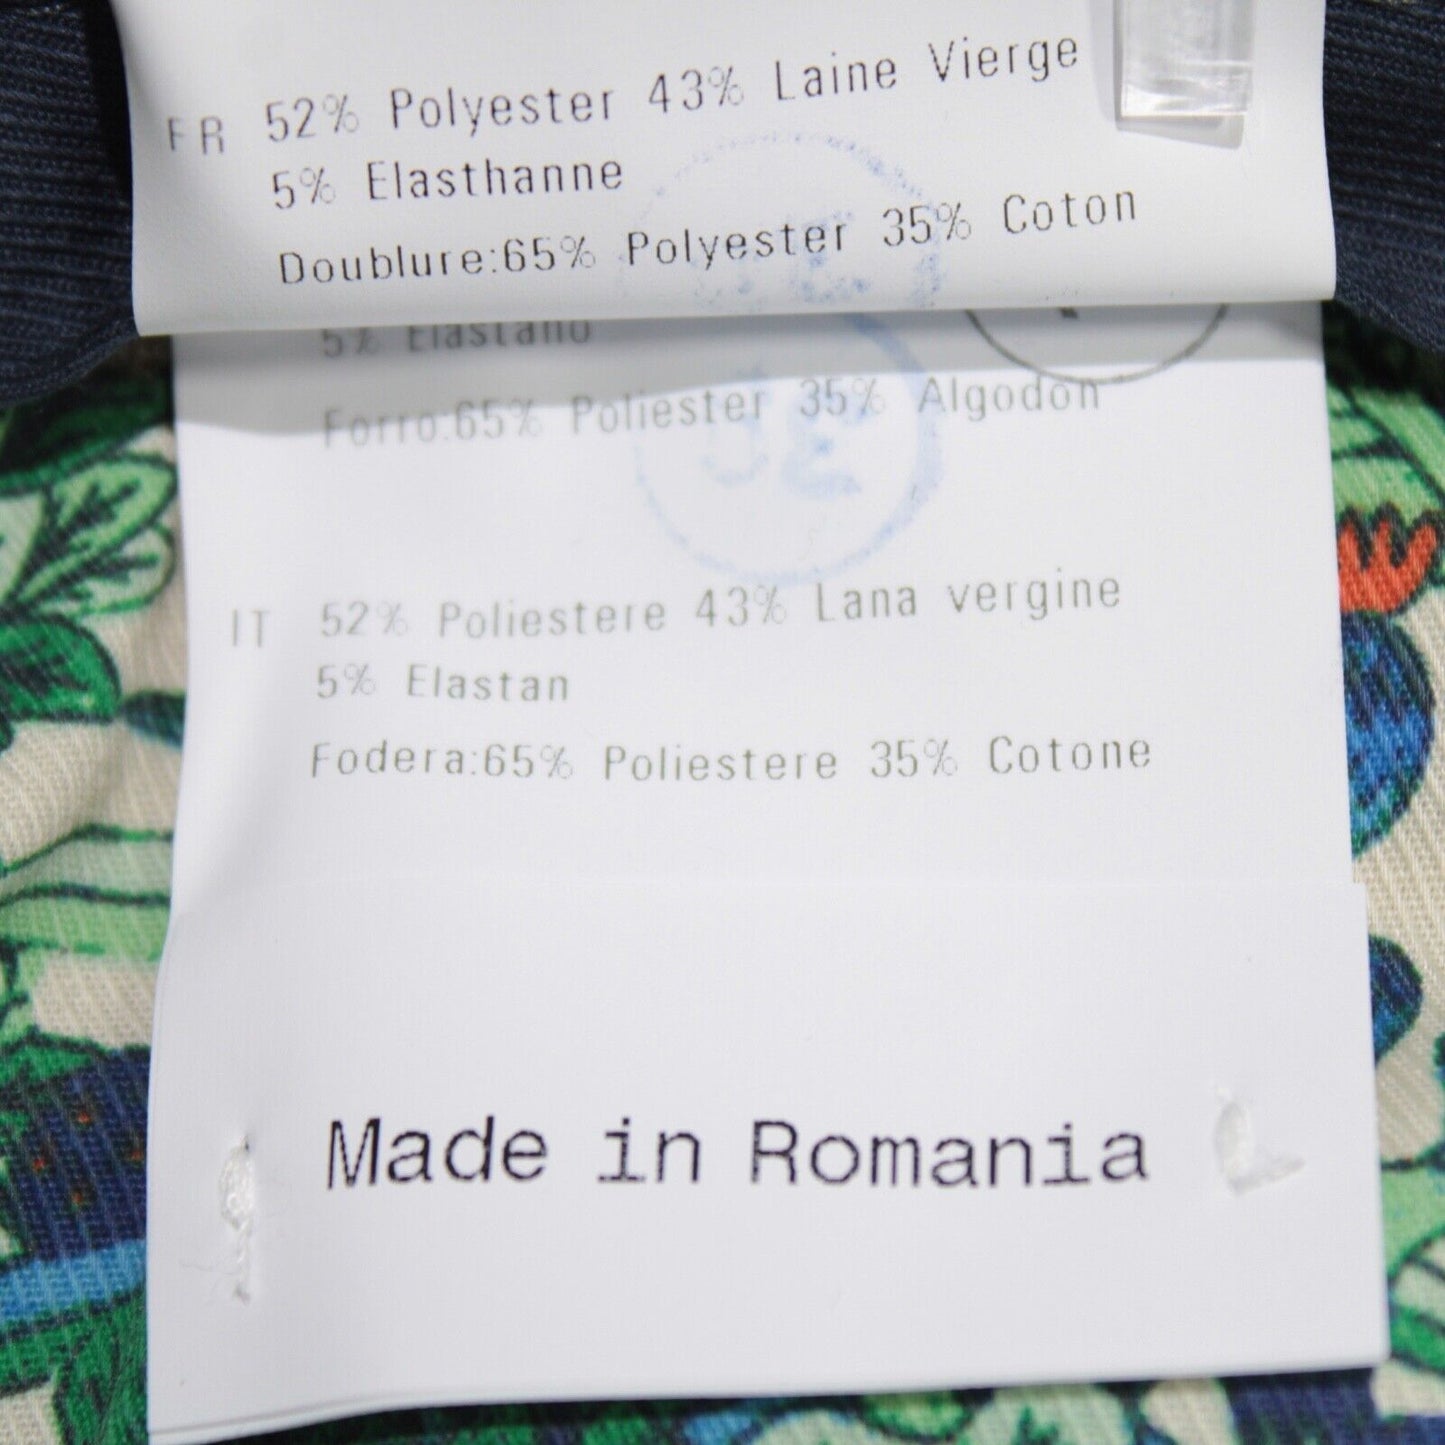 FR 52% Polyester 43% Laine Vierge
5% Elasthanne
Doublure:65% Polyester 35% Coton
5% Elastano
Forro:65% Poliester 35% Algodon
IT 52% Poliestere 43% Lana vergine
5% Elastan
Fodera:65% Poliestere 35% Cotone
Made in Romania